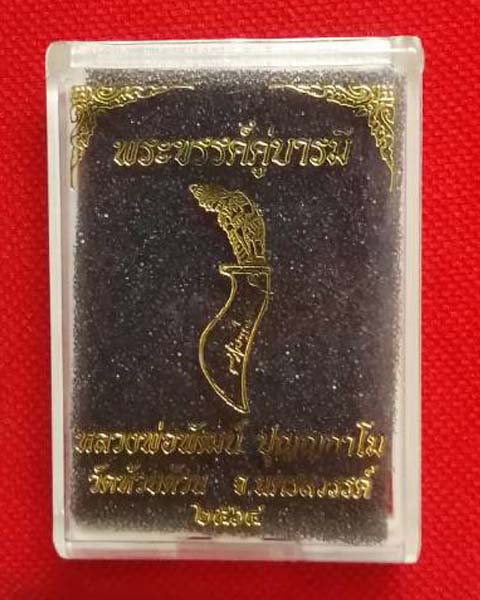 พระขรรค์คู่บารมี
หลวงพ่อพัฒน์ ปุญญกาโม
วัดห้วยด้วน จ.นครสวรรค์
๒๕๖๔